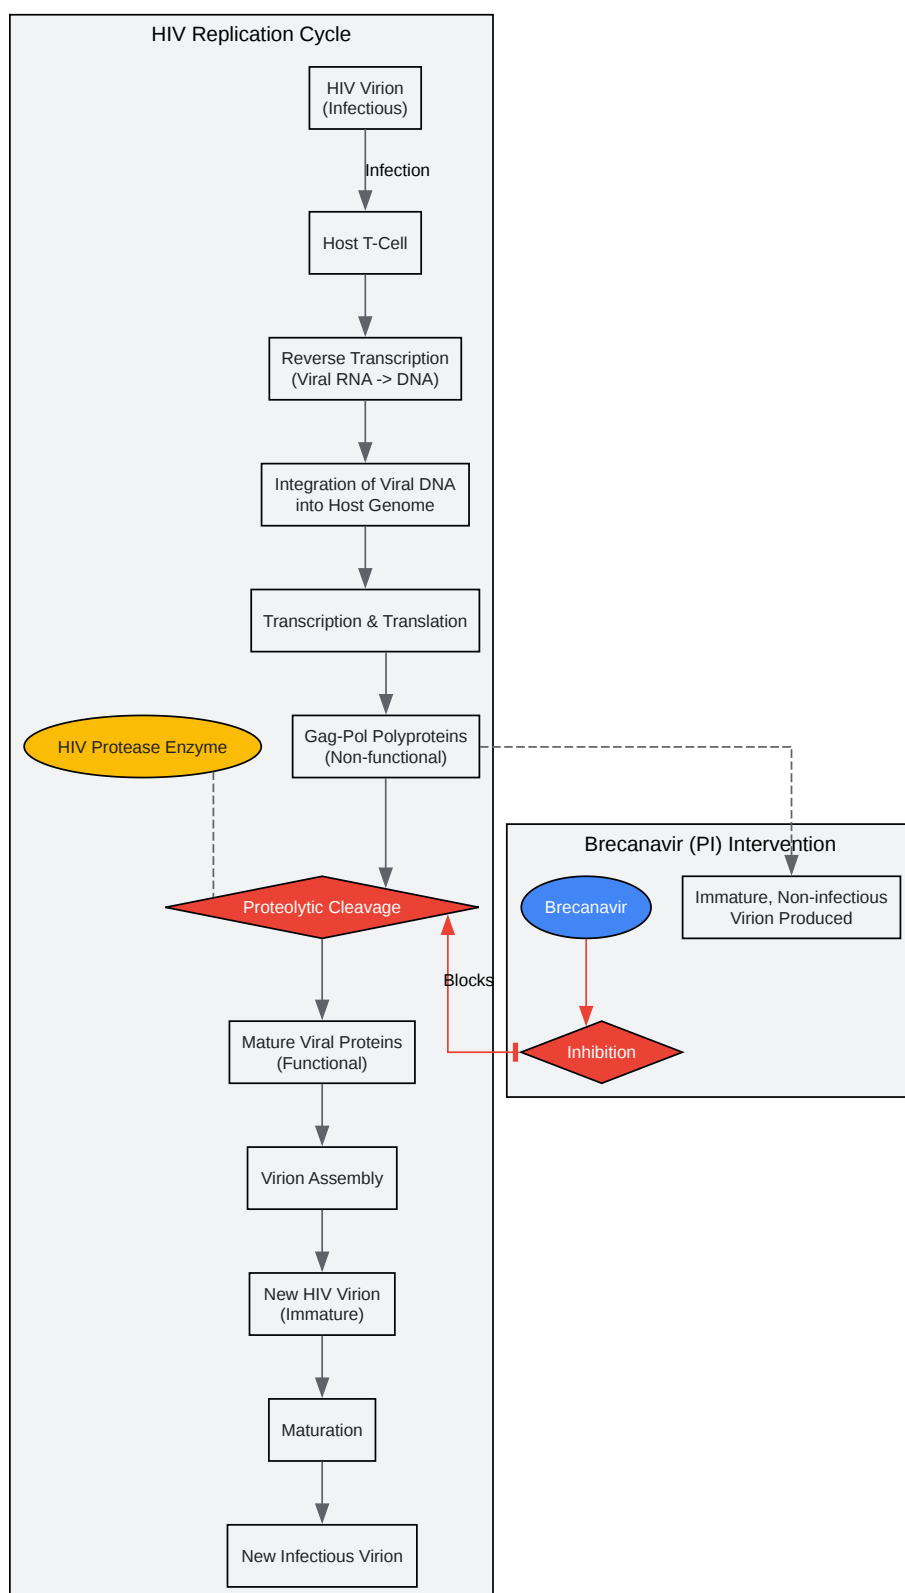 HIV Replication Cycle
HIV Virion
(Infectious)
Infection
Host T-Cell
Reverse Transcription
(Viral RNA -> DNA)
Integration of Viral DNA
into Host Genome
Transcription & Translation
HIV Protease Enzyme
Gag-Pol Polyproteins
(Non-functional)
Brecanavir (PI) Intervention
Proteolytic Cleavage
Brecanavir
Immature, Non-infectious
Virion Produced
Blocks
Inhibition
Mature Viral Proteins
(Functional)
Virion Assembly
New HIV Virion
(Immature)
Maturation
New Infectious Virion